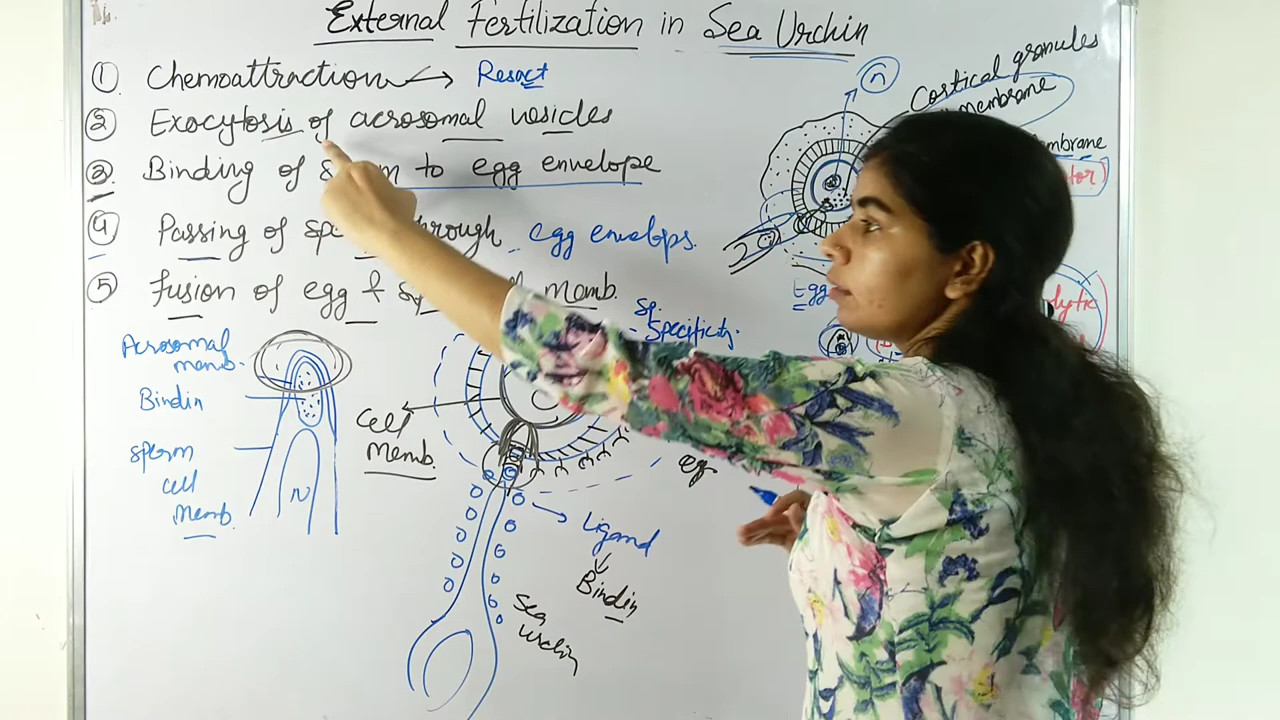 External Fertilization in Sea Urchin
① Chemoattraction → Resact
② Exocytosis of acrosomal vesicles
③ Binding of to egg envelope
④ Passing of through egg envelops.
⑤ Fusion of egg & Memb.
Cortical granules
membrane
Egg
Sp.
Specificity.
Acrosomal
memb.
Bindin
Sperm
Cell
Memb.
N
Cell
Memb.
Ligand
Bindin
Sea
Urchin
n